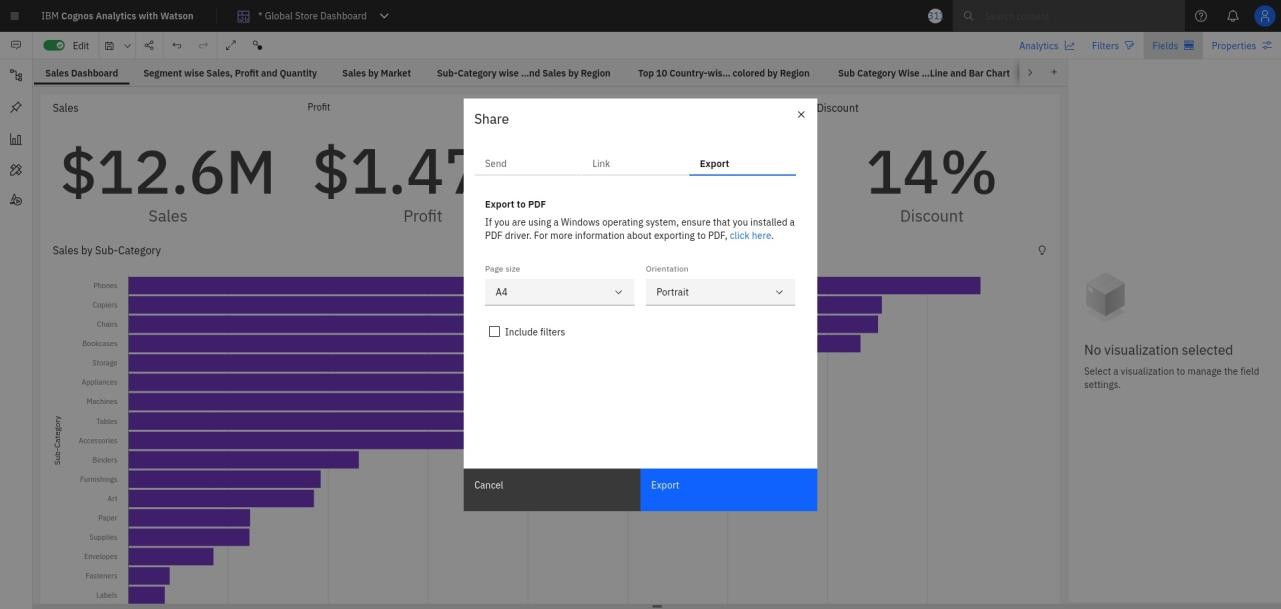 IBM Cognos Analytics with Watson
* Global Store Dashboard
31
Search content
Edit
Analytics
Filters
Fields
Properties
Sales Dashboard
Segment wise Sales, Profit and Quantity
Sales by Market
Sub-Category wise ...nd Sales by Region
Top 10 Country-wis... colored by Region
Sub Category Wise ...Line and Bar Chart
Sales
Profit
Discount
$12.6M
$1.47
14%
Sales
Profit
Discount
Sales by Sub-Category
Sub-Category
Phones
Copiers
Chairs
Bookcases
Storage
Appliances
Machines
Tables
Accessories
Binders
Furnishings
Art
Paper
Supplies
Envelopes
Fasteners
Labels
Share
Send
Link
Export
Export to PDF
If you are using a Windows operating system, ensure that you installed a
PDF driver. For more information about exporting to PDF, click here.
Page size
Orientation
A4
Portrait
Include filters
Cancel
Export
No visualization selected
Select a visualization to manage the field
settings.